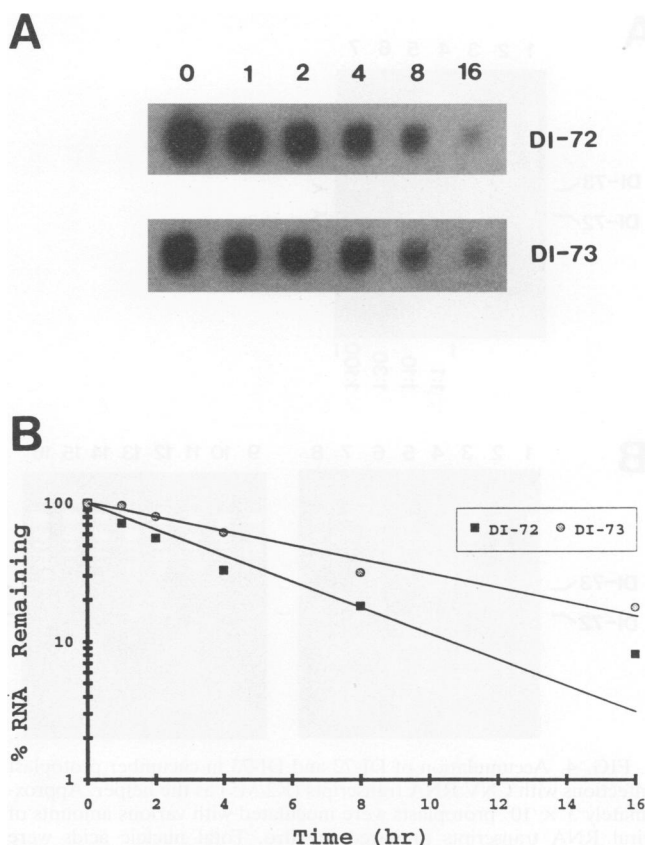 A
0 1 2 4 8 16
DI-72
DI-73
B
% RNA Remaining
100
10
1
DI-72 DI-73
0 2 4 6 8 10 12 14 16
Time (hr)